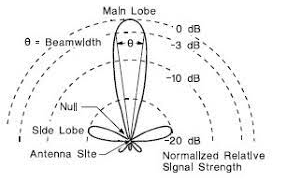 Main Lobe
0 dB
θ = Beamwidth
-3 dB
θ
-10 dB
Null
Side Lobe
-20 dB
Antenna Site
Normalized Relative
Signal Strength